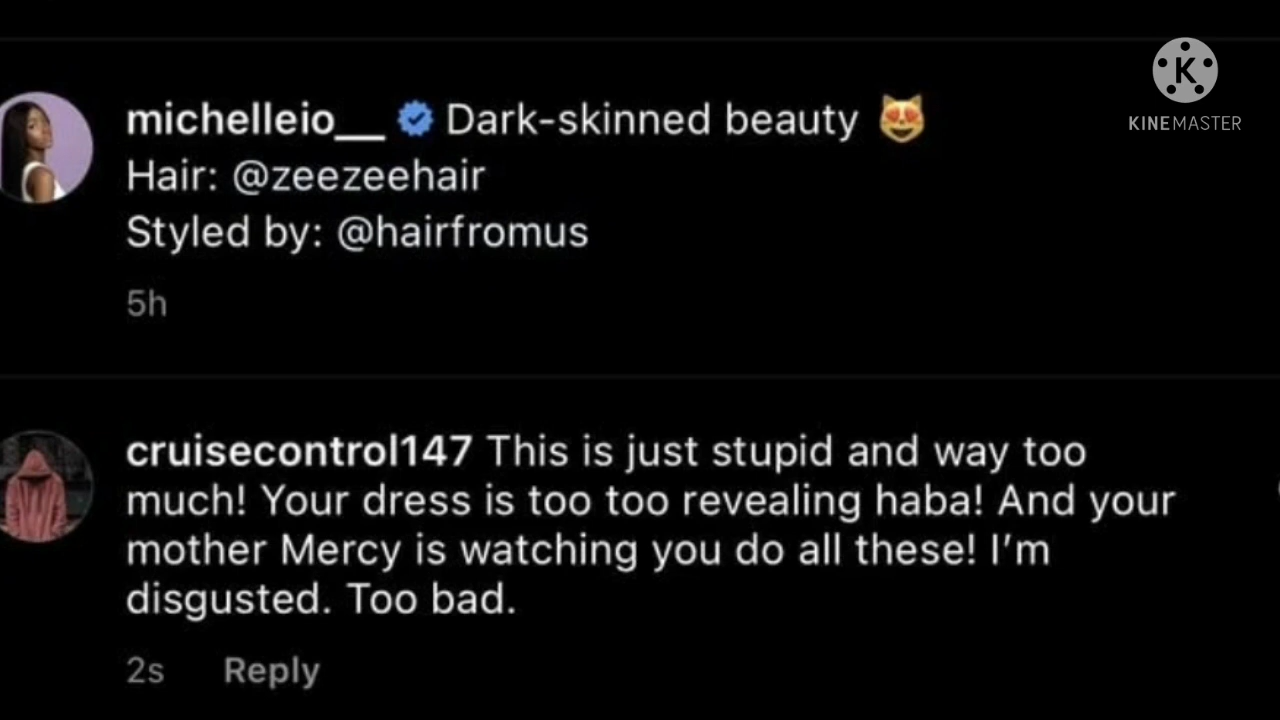 michelleio__ Dark-skinned beauty 😻
Hair: @zeezeehair
Styled by: @hairfromus
5h
K
KINEMASTER
cruisecontrol147 This is just stupid and way too
much! Your dress is too too revealing haba! And your
mother Mercy is watching you do all these! I’m
disgusted. Too bad.
2s Reply